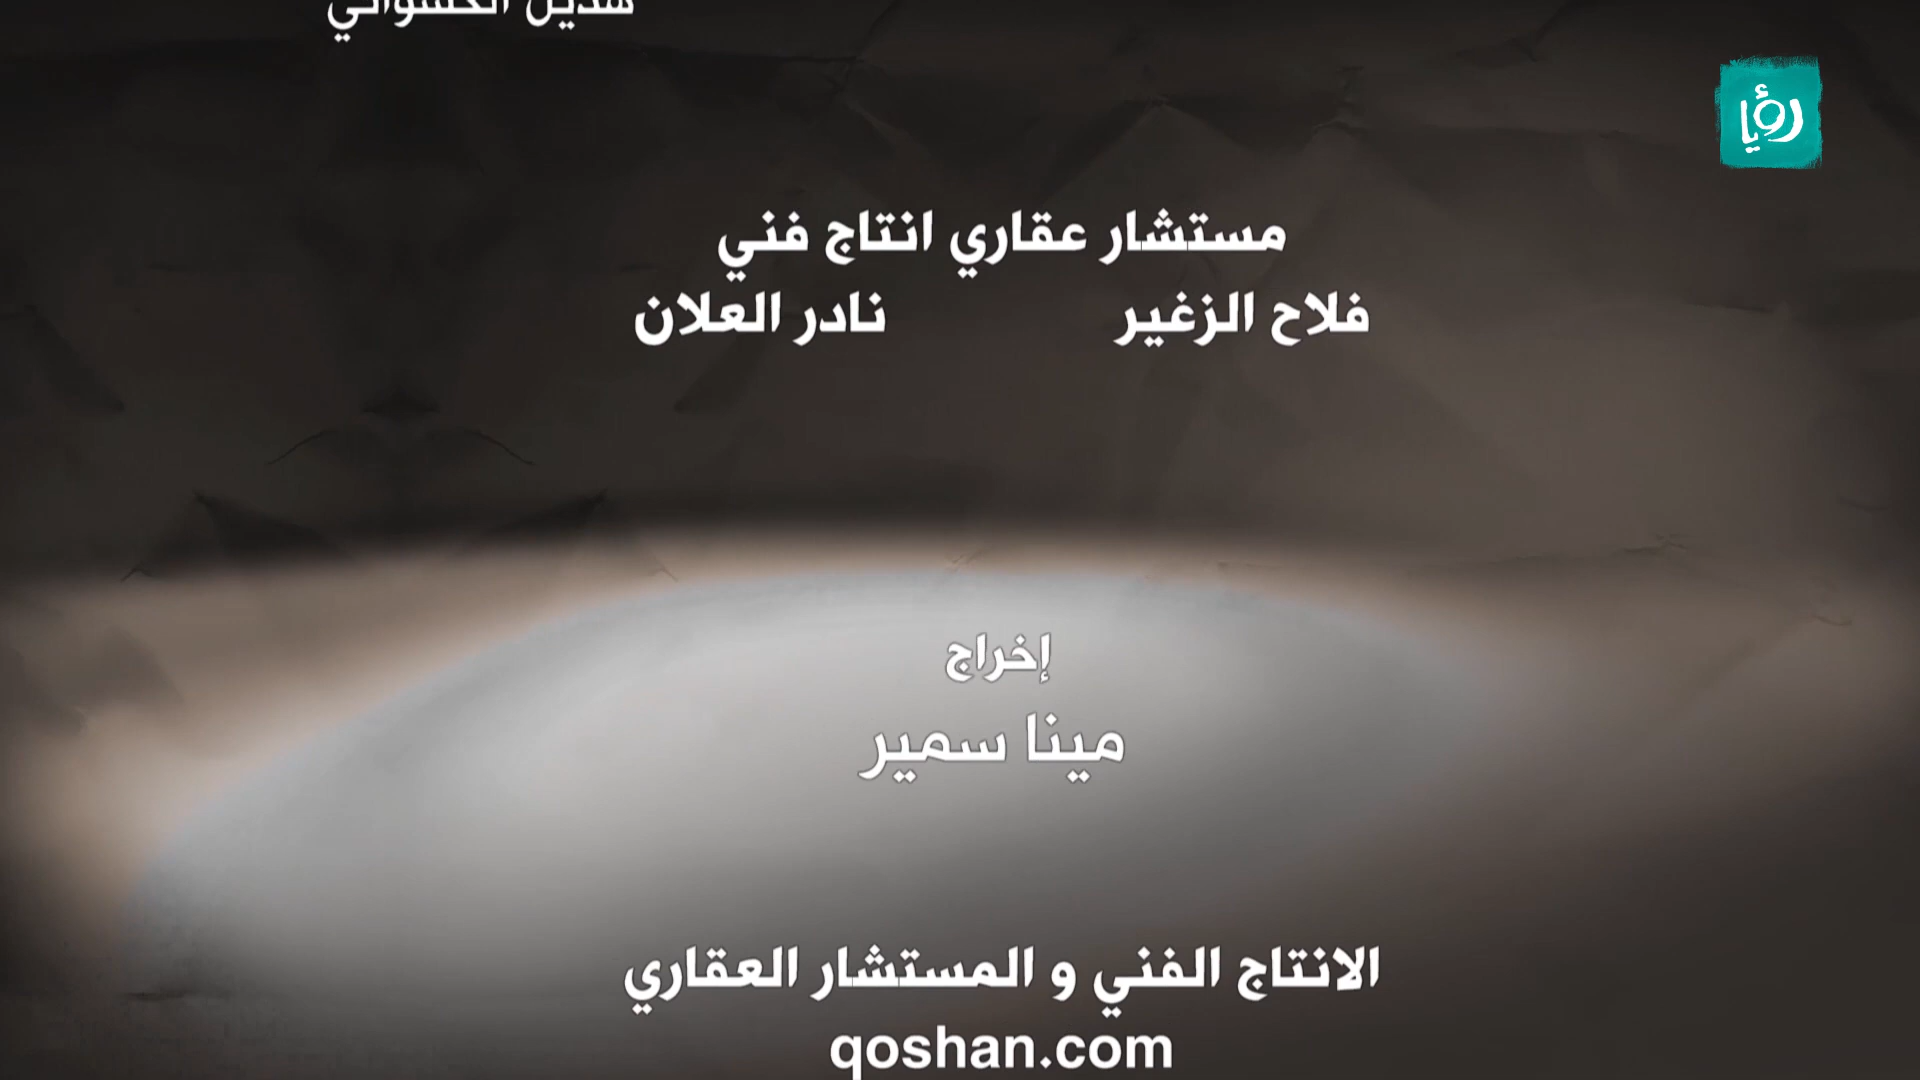 رؤيا
مستشار عقاري انتاج فني
فلاح الزغير نادر العلان
إخراج
مينا سمير
الانتاج الفني و المستشار العقاري
qoshan.com